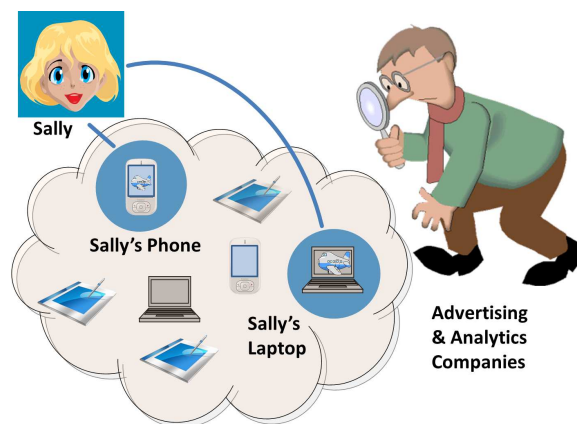 Sally
Sally's Phone
Sally's
Laptop
Advertising
& Analytics
Companies